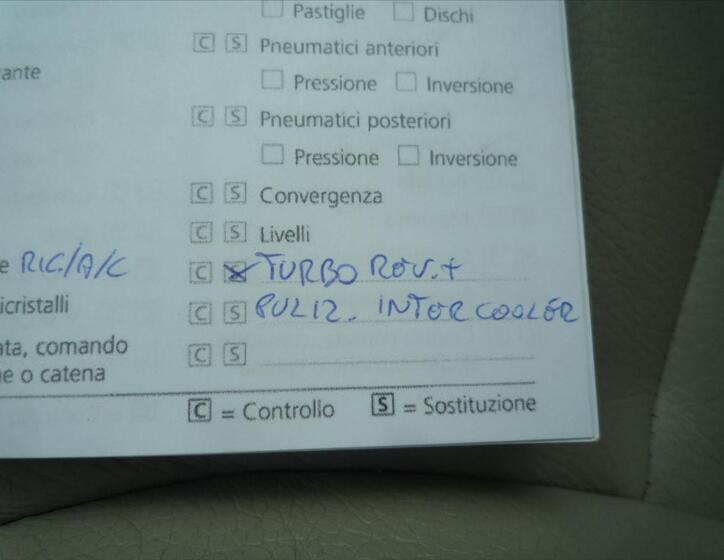 Pastiglie Dischi
C S Pneumatici anteriori
ante
Pressione Inversione
C S Pneumatici posteriori
Pressione Inversione
C S Convergenza
C S Livelli
e RIC/A/C C S TURBO REV.+
icristalli C S PULIZ. INTERCOOLER
ata, comando C S
e o catena
C = Controllo S = Sostituzione